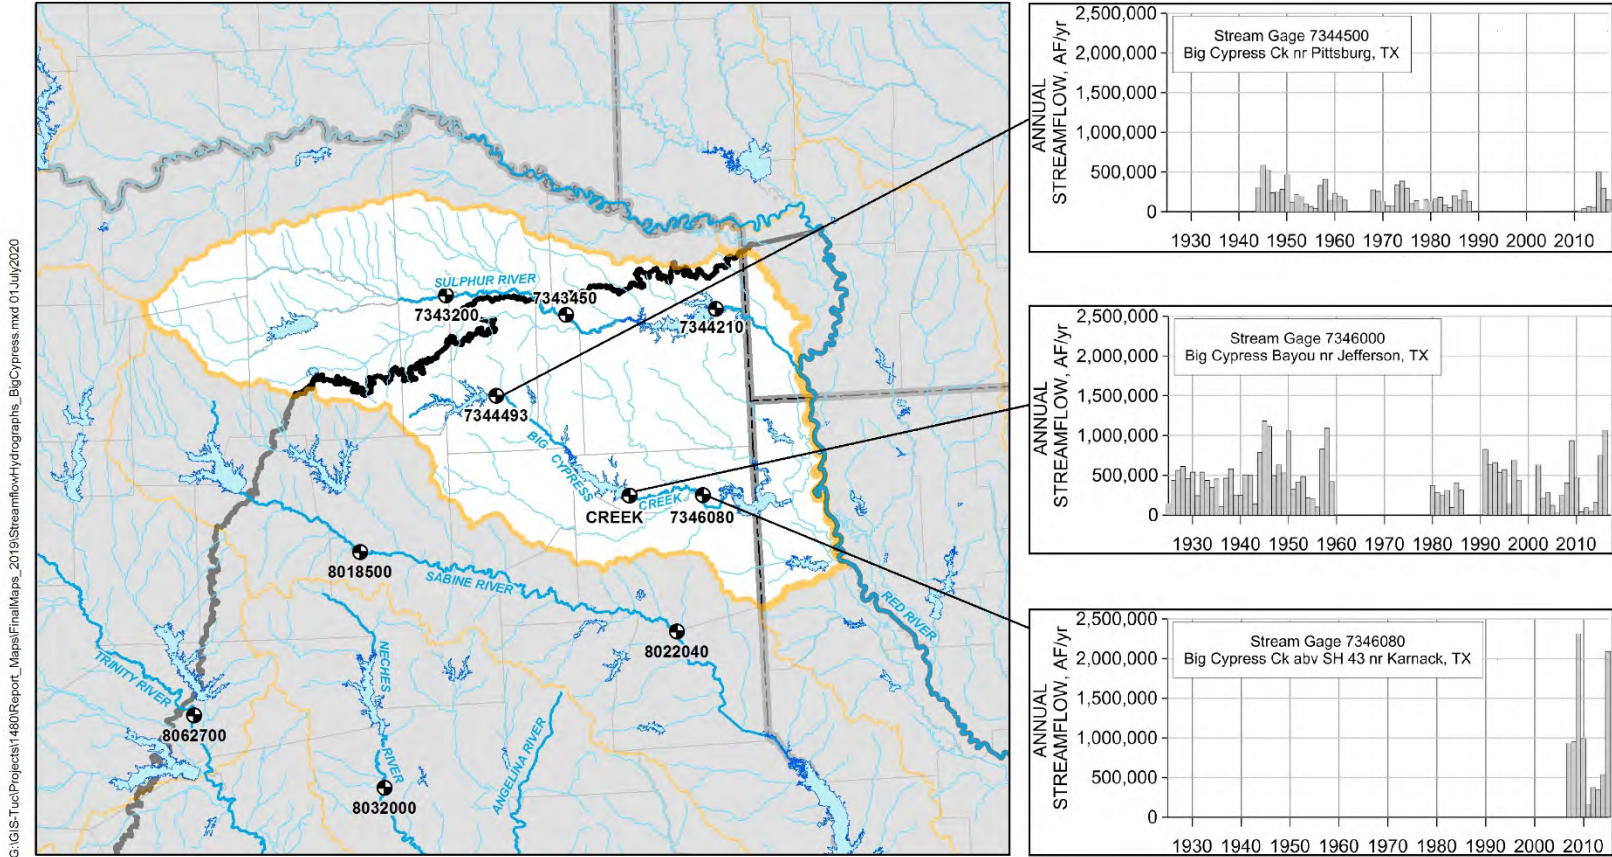 G:\GIS-Tuc\Projects\1480\Report_Maps\FinalMaps_2019\StreamflowHydrographs_BigCypress.mxd 01July2020
SULPHUR RIVER
7343200
7343450
7344210
7344493
BIG CYPRESS
CREEK
CREEK
7346080
8018500
SABINE RIVER
8022040
RED RIVER
TRINITY RIVER
8062700
NECHES
RIVER
8032000
ANGELINA RIVER
ANNUAL
STREAMFLOW, AF/yr
2,500,000
2,000,000
1,500,000
1,000,000
500,000
0
Stream Gage 7344500
Big Cypress Ck nr Pittsburg, TX
1930 1940 1950 1960 1970 1980 1990 2000 2010
ANNUAL
STREAMFLOW, AF/yr
2,500,000
2,000,000
1,500,000
1,000,000
500,000
0
Stream Gage 7346000
Big Cypress Bayou nr Jefferson, TX
1930 1940 1950 1960 1970 1980 1990 2000 2010
ANNUAL
STREAMFLOW, AF/yr
2,500,000
2,000,000
1,500,000
1,000,000
500,000
0
Stream Gage 7346080
Big Cypress Ck abv SH 43 nr Karnack, TX
1930 1940 1950 1960 1970 1980 1990 2000 2010